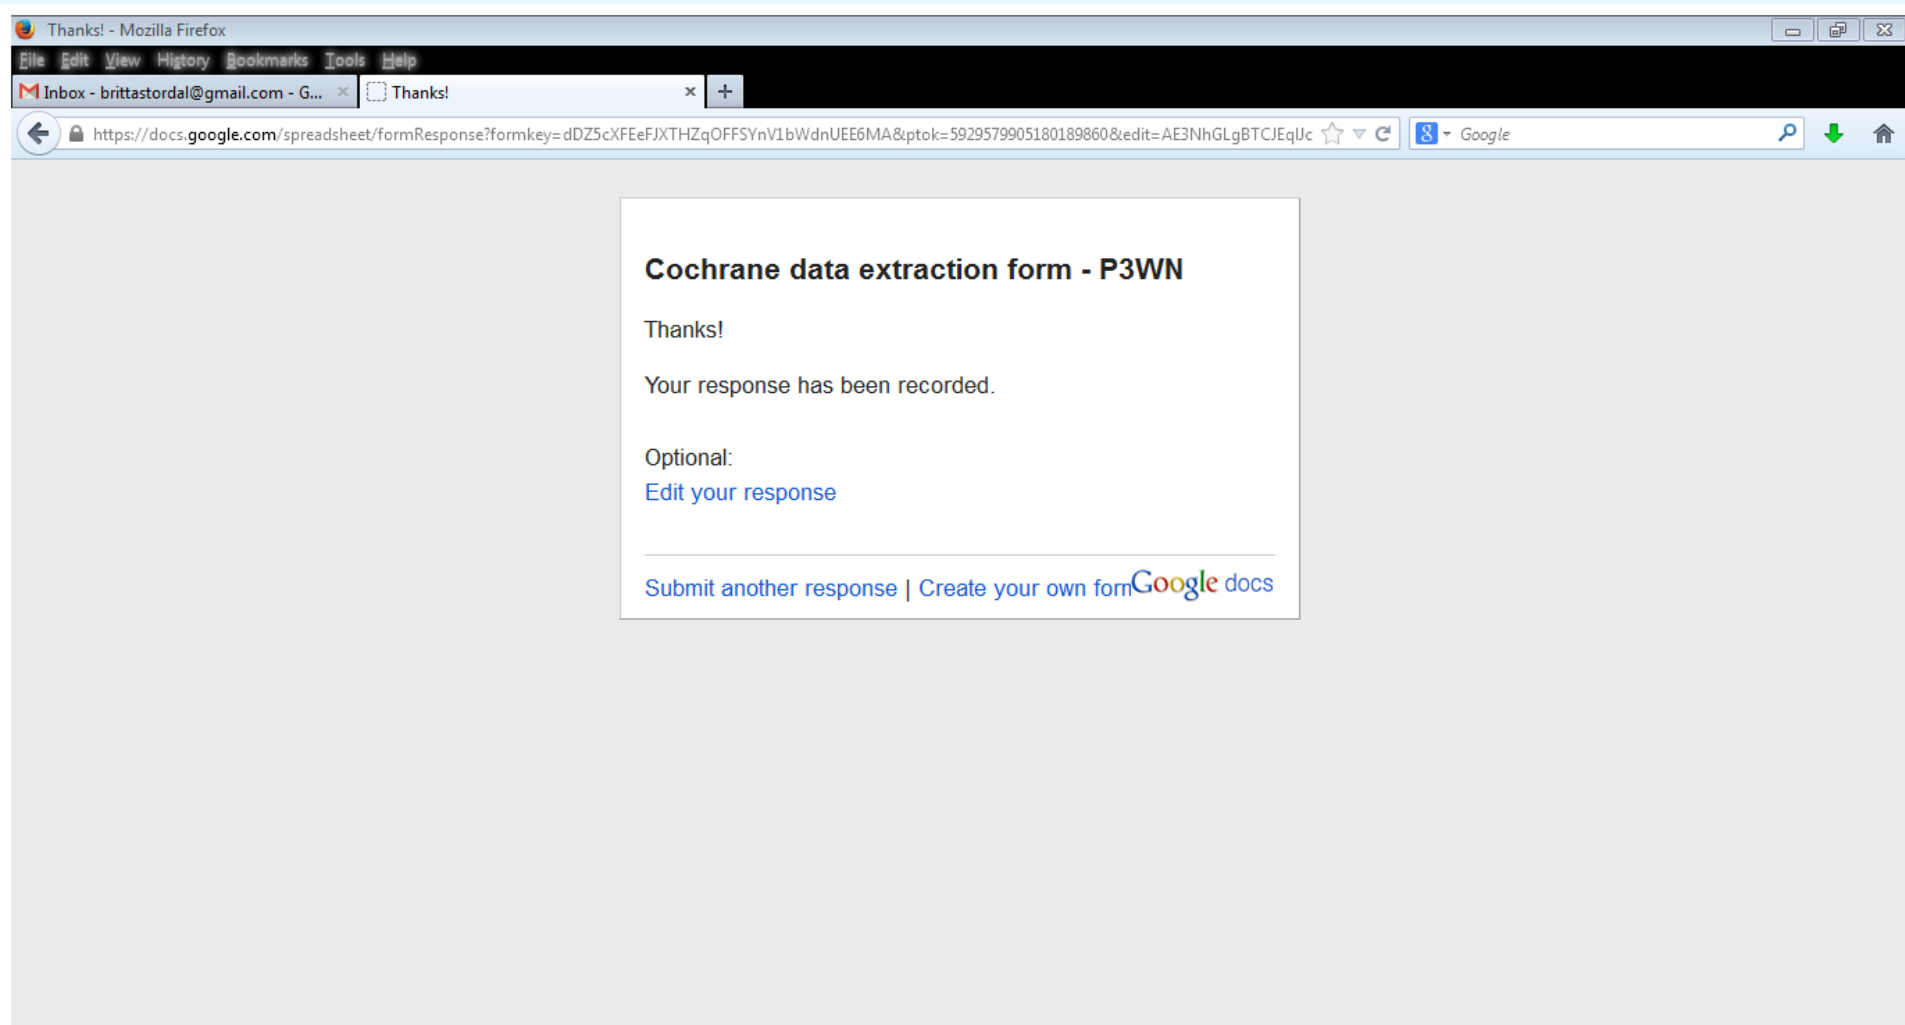 Thanks! - Mozilla Firefox
File Edit View History Bookmarks Tools Help
Inbox - brittastordal@gmail.com - G... Thanks!
https://docs.google.com/spreadsheet/formResponse?formkey=dDZ5cXFEeFJXTHZqOFFSYnV1bWdnUEE6MA&ptok=5929579905180189860&edit=AE3NhGLgBTCJEqlJc Google
Cochrane data extraction form - P3WN
Thanks!
Your response has been recorded.
Optional:
Edit your response
Submit another response | Create your own form Google docs